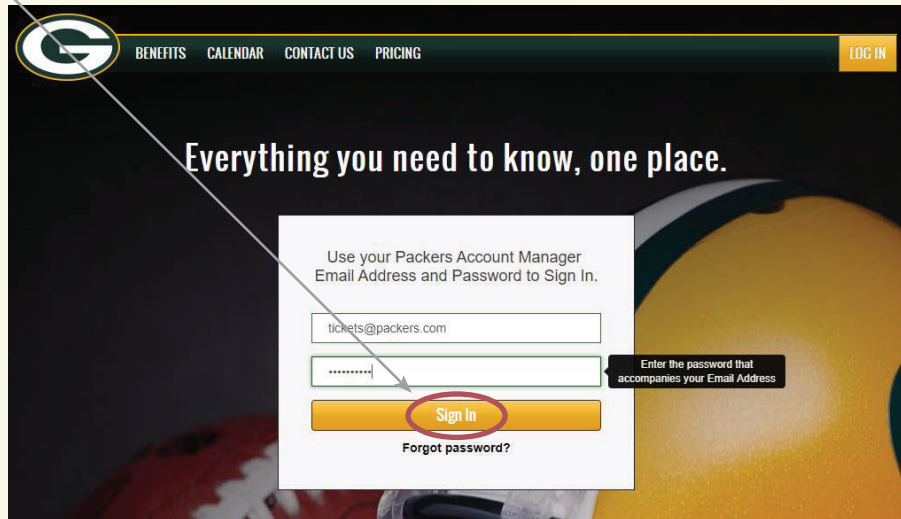 G
BENEFITS CALENDAR CONTACT US PRICING LOG IN
Everything you need to know, one place.
Use your Packers Account Manager
Email Address and Password to Sign In.
tickets@packers.com
••••••••••
Enter the password that
accompanies your Email Address
Sign In
Forgot password?